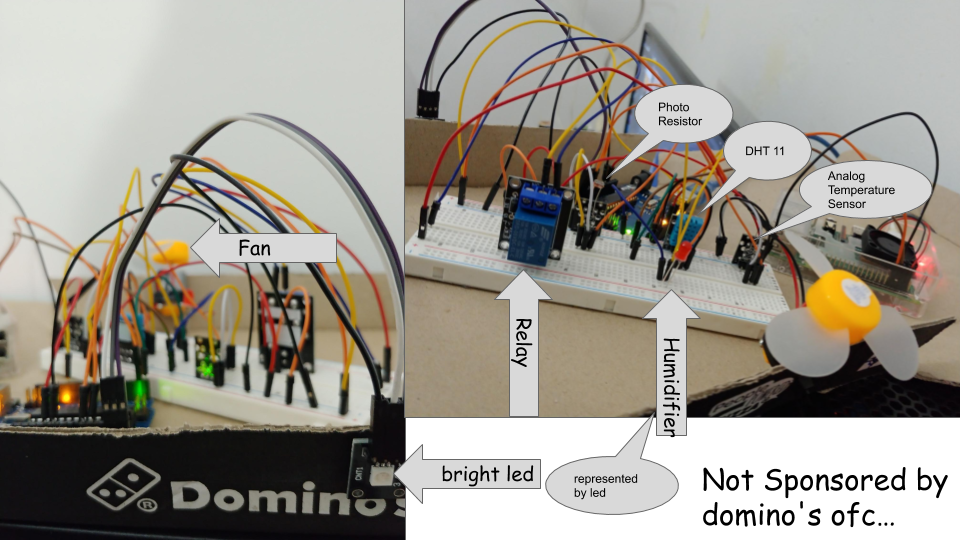 Photo
Resistor
DHT 11
Analog
Temperature
Sensor
Fan
Relay
Humidifier
bright led
represented
by led
Domino's
®
Not Sponsored by
domino's ofc...